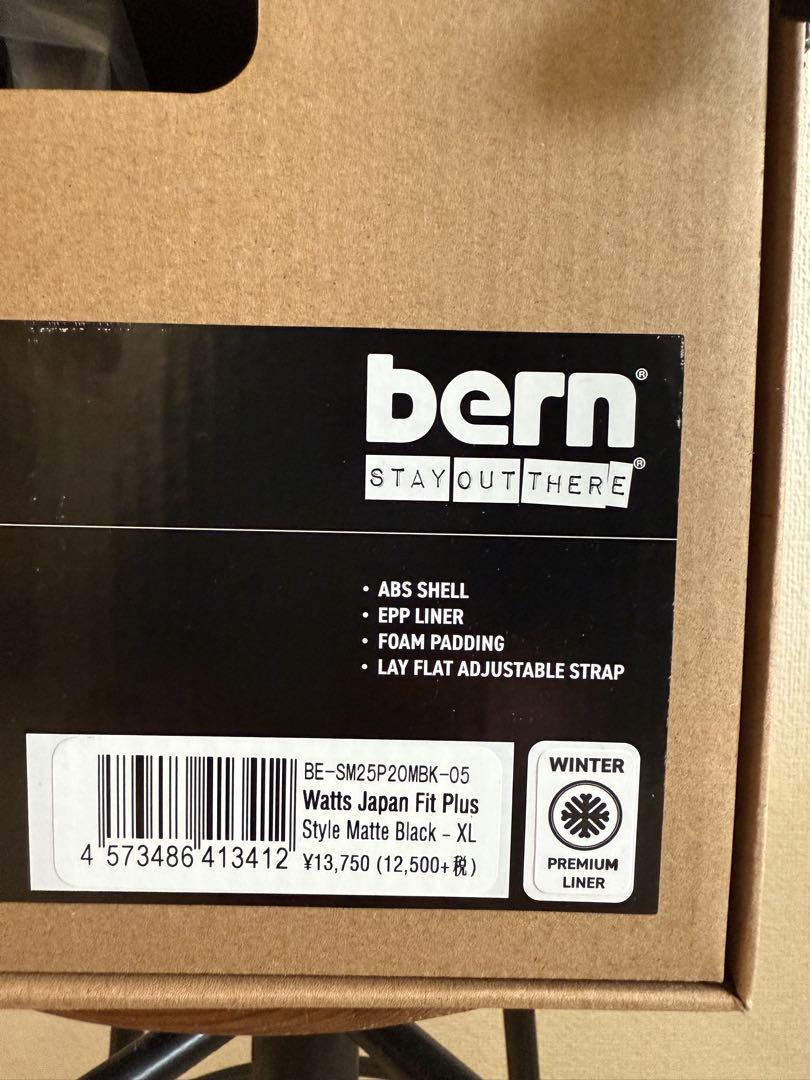 bern®
STAY OUT THERE®
• ABS SHELL
• EPP LINER
• FOAM PADDING
• LAY FLAT ADJUSTABLE STRAP
BE-SM25P20MBK-05
Watts Japan Fit Plus
Style Matte Black - XL
¥13,750 (12,500+税)
4 573486 413412
WINTER
PREMIUM
LINER